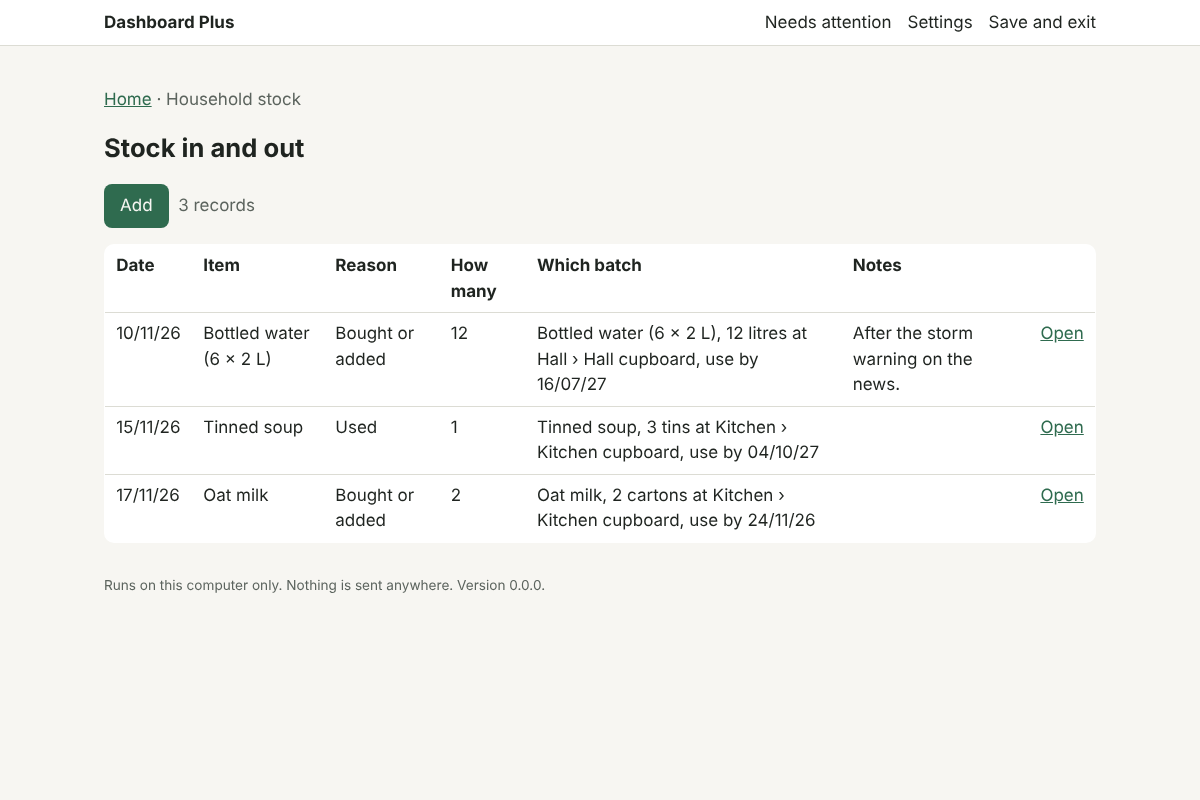 Dashboard Plus
Needs attention Settings Save and exit
Home · Household stock
Stock in and out
Add 3 records
Date Item Reason How many Which batch Notes
10/11/26 Bottled water (6 × 2 L) Bought or added 12 Bottled water (6 × 2 L), 12 litres at Hall › Hall cupboard, use by 16/07/27 After the storm warning on the news. Open
15/11/26 Tinned soup Used 1 Tinned soup, 3 tins at Kitchen › Kitchen cupboard, use by 04/10/27 Open
17/11/26 Oat milk Bought or added 2 Oat milk, 2 cartons at Kitchen › Kitchen cupboard, use by 24/11/26 Open
Runs on this computer only. Nothing is sent anywhere. Version 0.0.0.